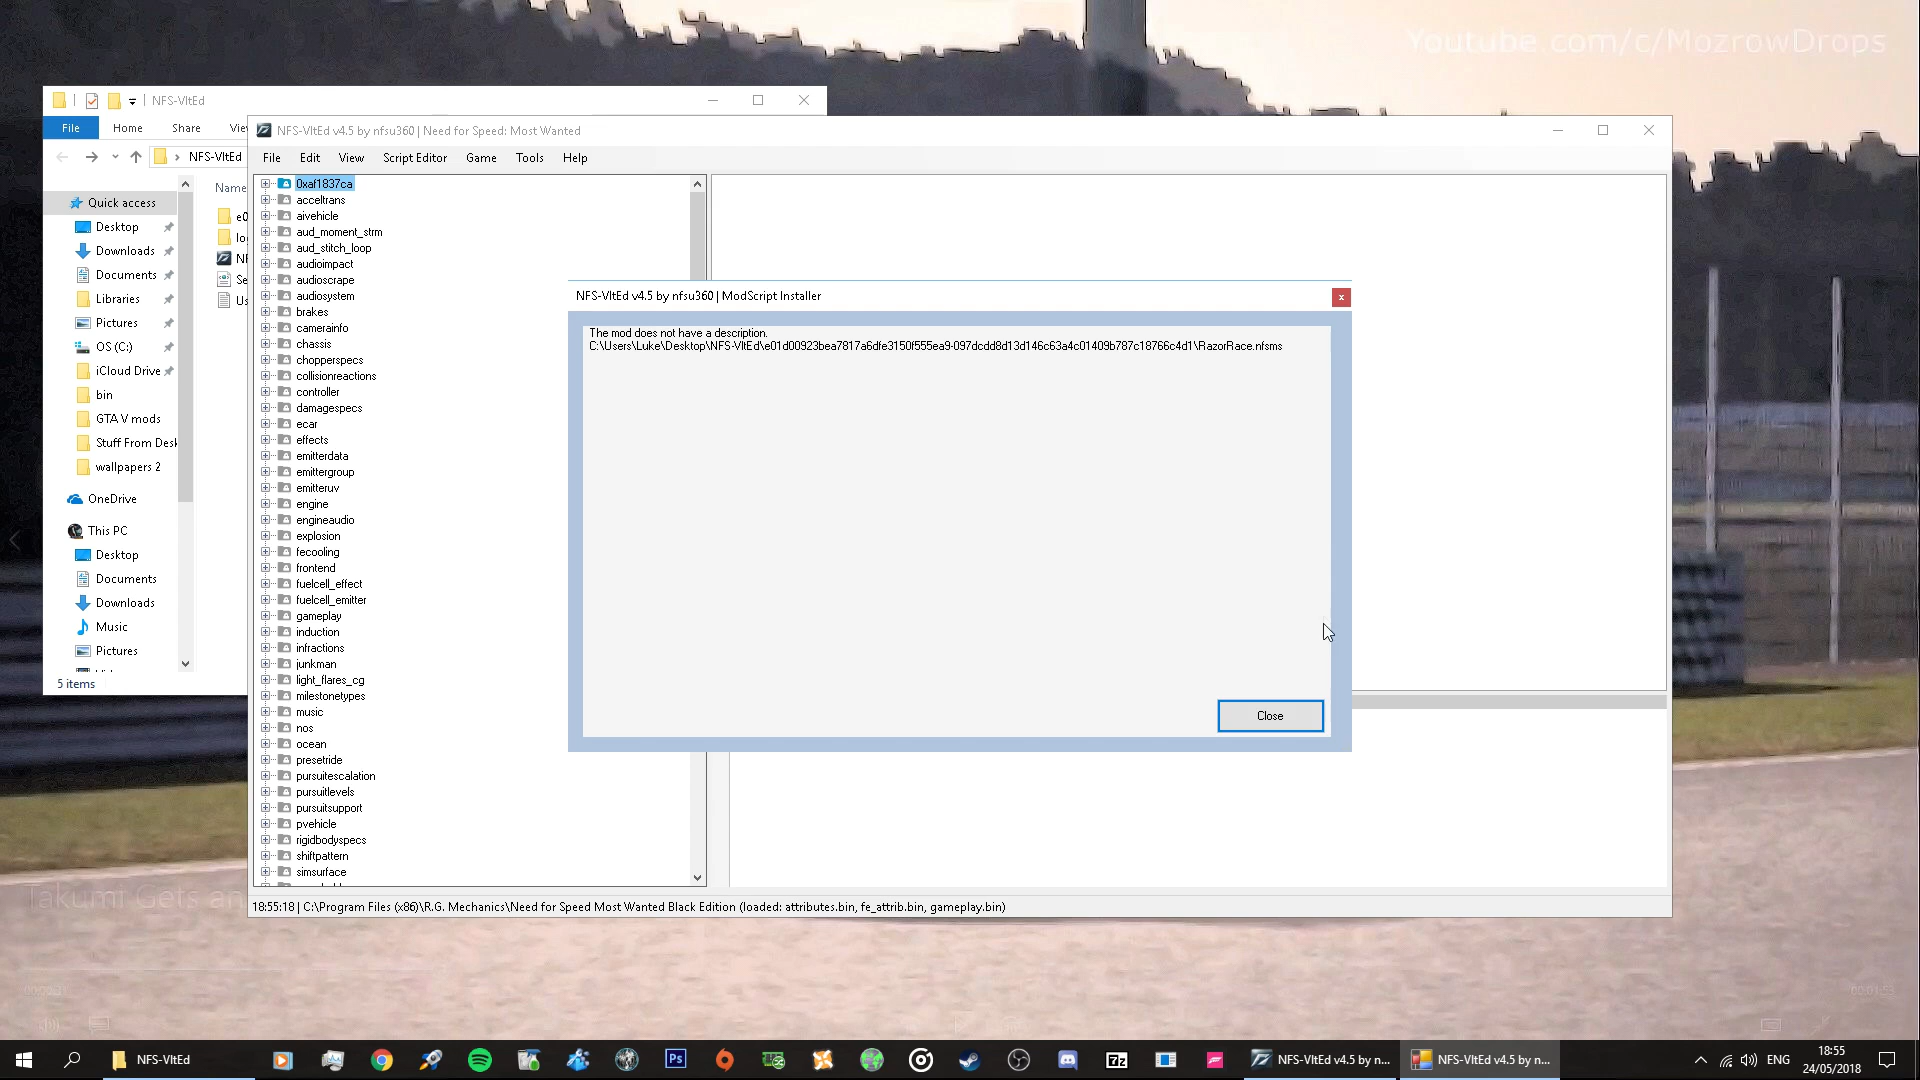 Youtube.com/c/MozrowDrops
NFS-VltEd
File Home Share
NFS-VltEd
Name
Quick access
Desktop
Downloads
Documents
Libraries
Pictures
OS (C:)
iCloud Drive
bin
GTA V mods
Stuff From Desk
wallpapers 2
OneDrive
This PC
Desktop
Documents
Downloads
Music
Pictures
5 items
NFS-VltEd v4.5 by nfsu360 | Need for Speed: Most Wanted
File Edit View Script Editor Game Tools Help
0xaf1837ca
acceltrans
aivehicle
aud_moment_strm
aud_stitch_loop
audioimpact
audioscrape
audiosystem
brakes
camerainfo
chassis
chopperspecs
collisionreactions
controller
damagespecs
ecar
effects
emitterdata
emittergroup
emitteruv
engine
engineaudio
explosion
fecooling
frontend
fuelcell_effect
fuelcell_emitter
gameplay
induction
infractions
junkman
light_flares_cg
milestonetypes
music
nos
ocean
presetride
pursuitescalation
pursuitlevels
pursuitsupport
pvehicle
rigidbodyspecs
shiftpattern
simsurface
NFS-VltEd v4.5 by nfsu360 | ModScript Installer
x
The mod does not have a description.
C:\Users\Luke\Desktop\NFS-VltEd\e01d00923bea7817a6dfe3150f555ea9-097dcdd8d13d146c63a4c01409b787c18766c4d1\RazorRace.nfsms
Close
18:55:18 | C:\Program Files (x86)\R.G. Mechanics\Need for Speed Most Wanted Black Edition (loaded: attributes.bin, fe_attrib.bin, gameplay.bin)
Takumi Gets an
NFS-VltEd
Ps
7z
NFS-VltEd v4.5 by n...
NFS-VltEd v4.5 by n...
ENG
18:55
24/05/2018